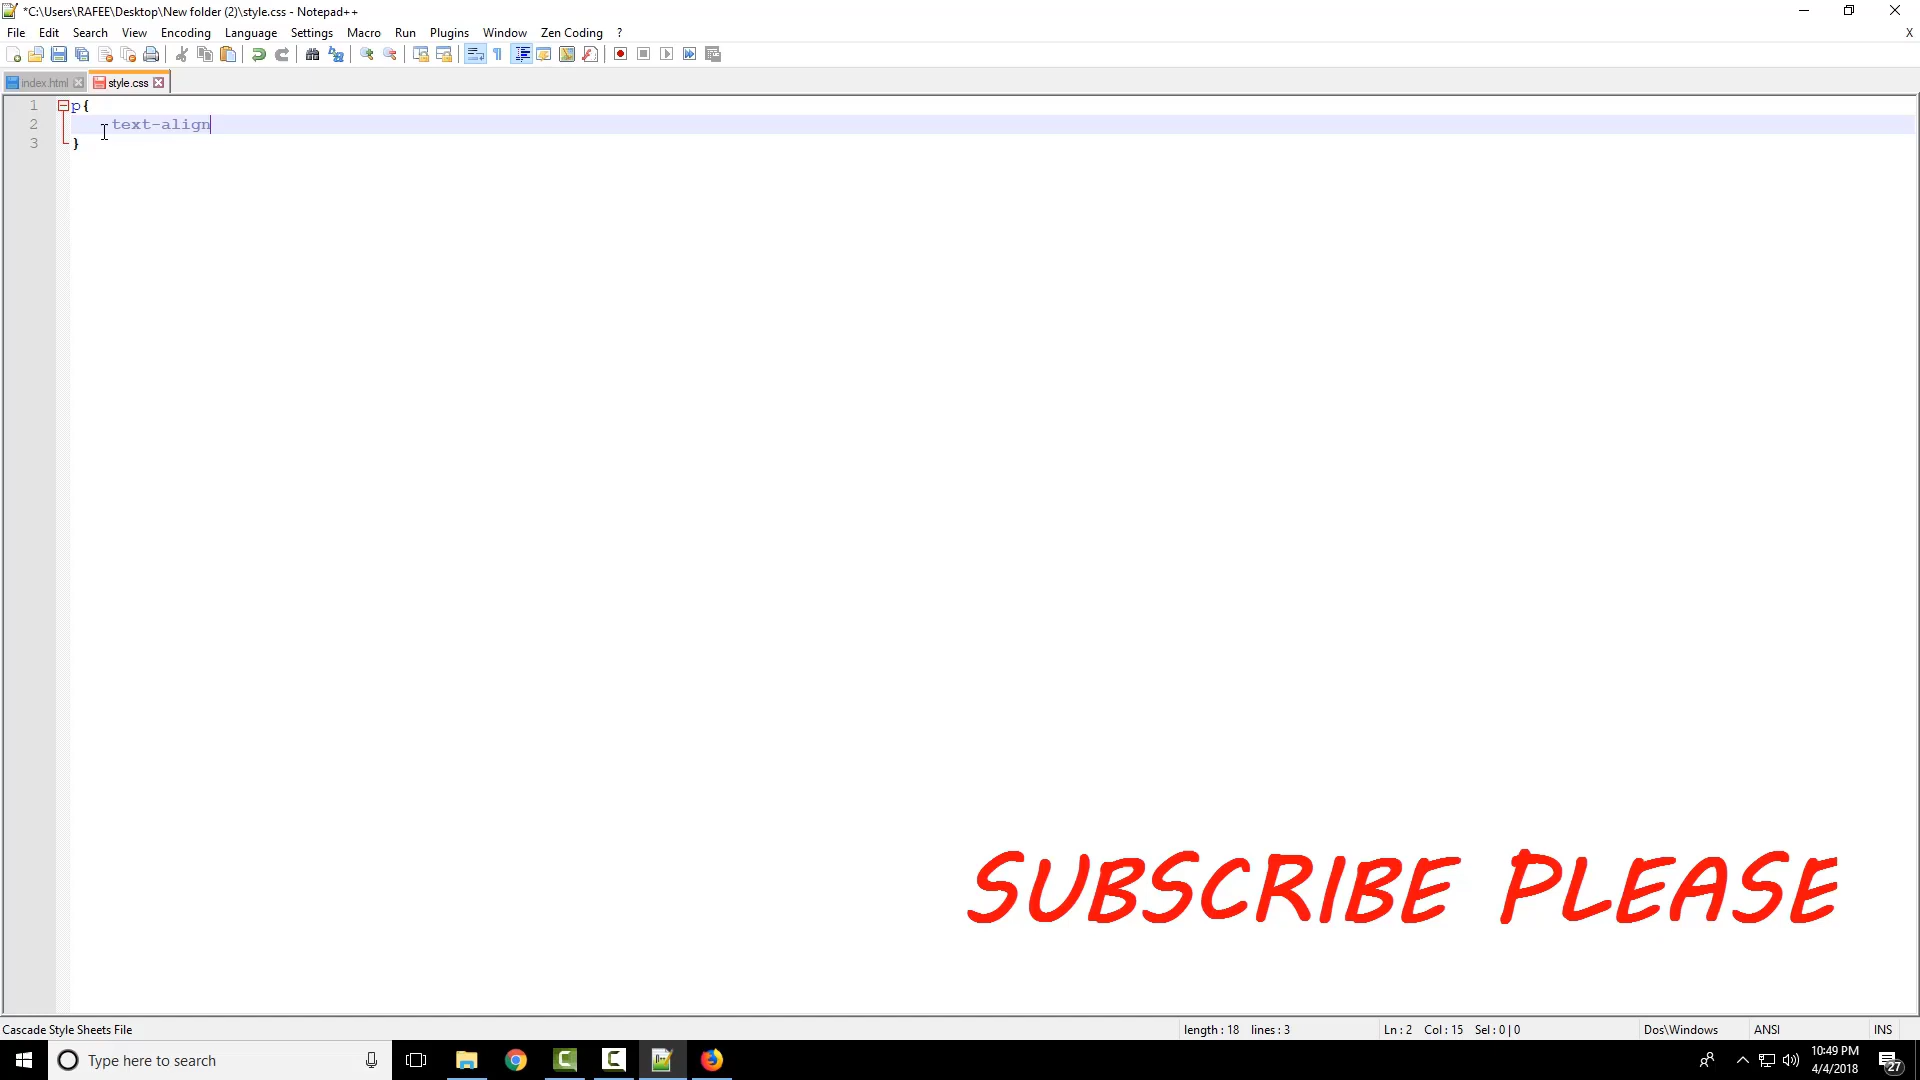 *C:\Users\RAFEE\Desktop\New folder (2)\style.css - Notepad++
File Edit Search View Encoding Language Settings Macro Run Plugins Window Zen Coding ? X
index.html style.css
1 p{
2 text-align
3 }
SUBSCRIBE PLEASE
Cascade Style Sheets File length : 18 lines : 3 Ln : 2 Col : 15 Sel : 0 | 0 Dos\Windows ANSI INS
Type here to search 10:49 PM
4/4/2018 27